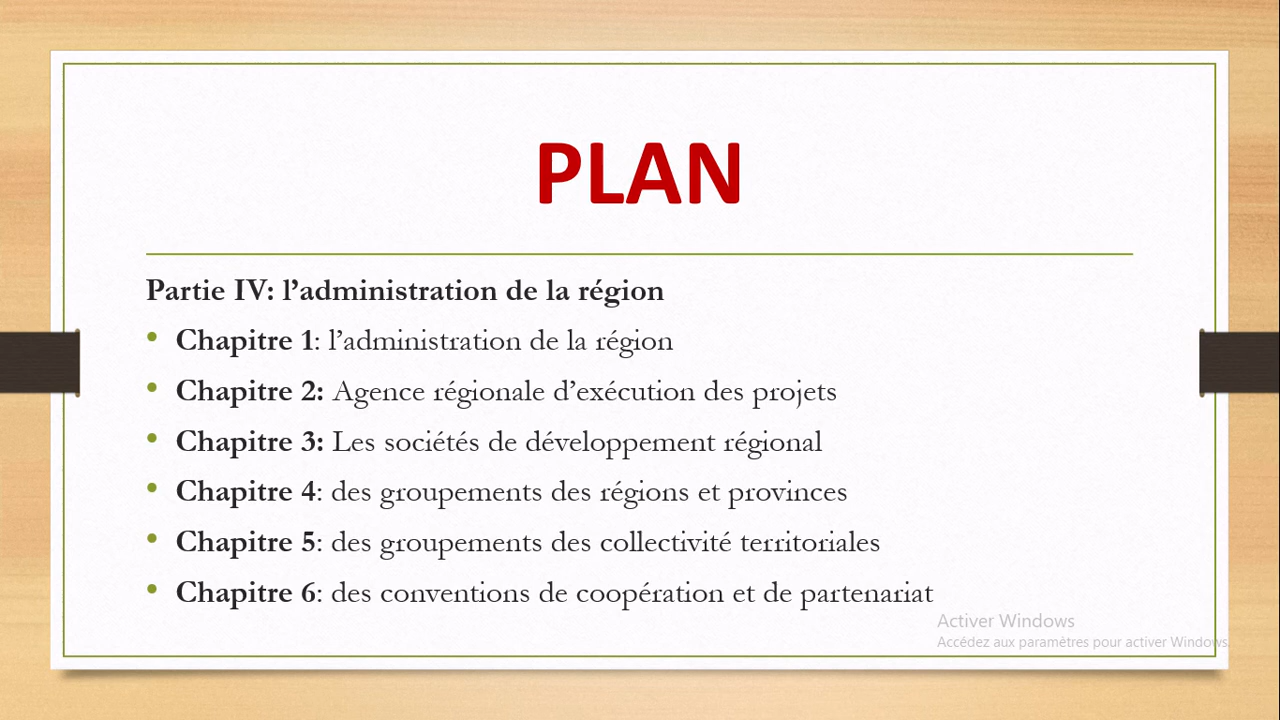 PLAN
Partie IV: l’administration de la région
• Chapitre 1: l’administration de la région
• Chapitre 2: Agence régionale d’exécution des projets
• Chapitre 3: Les sociétés de développement régional
• Chapitre 4: des groupements des régions et provinces
• Chapitre 5: des groupements des collectivité territoriales
• Chapitre 6: des conventions de coopération et de partenariat
Activer Windows
Accédez aux paramètres pour activer Windows.